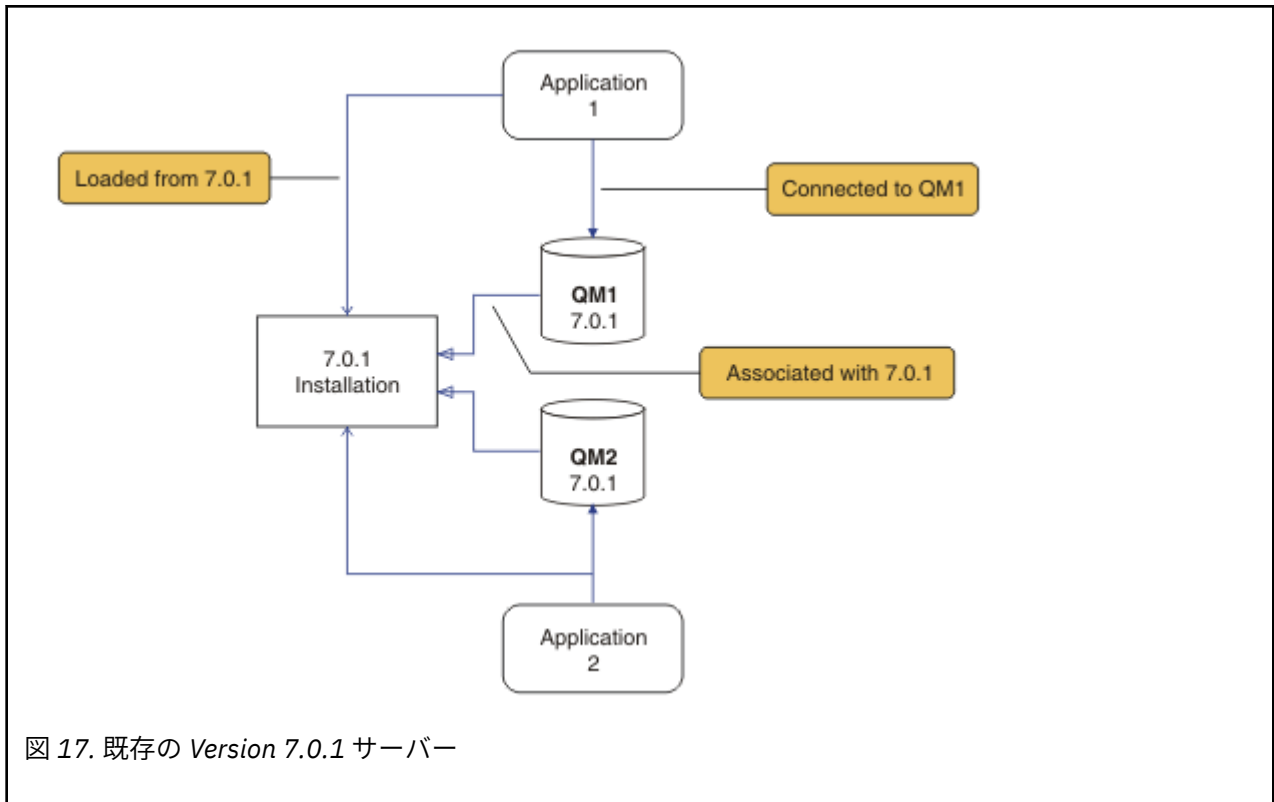 Application
1
Loaded from 7.0.1
Connected to QM1
QM1
7.0.1
7.0.1
Installation
Associated with 7.0.1
QM2
7.0.1
Application
2
図 17. 既存の Version 7.0.1 サーバー